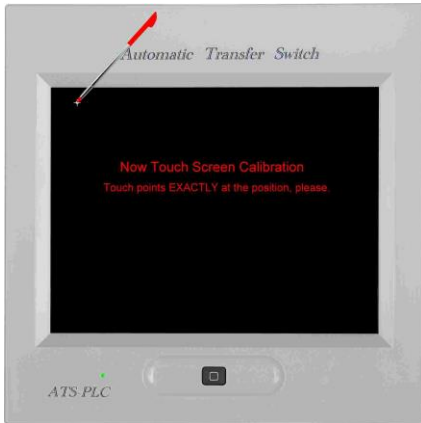 Automatic Transfer Switch
Now Touch Screen Calibration
Touch points EXACTLY at the position, please.
ATS PLC